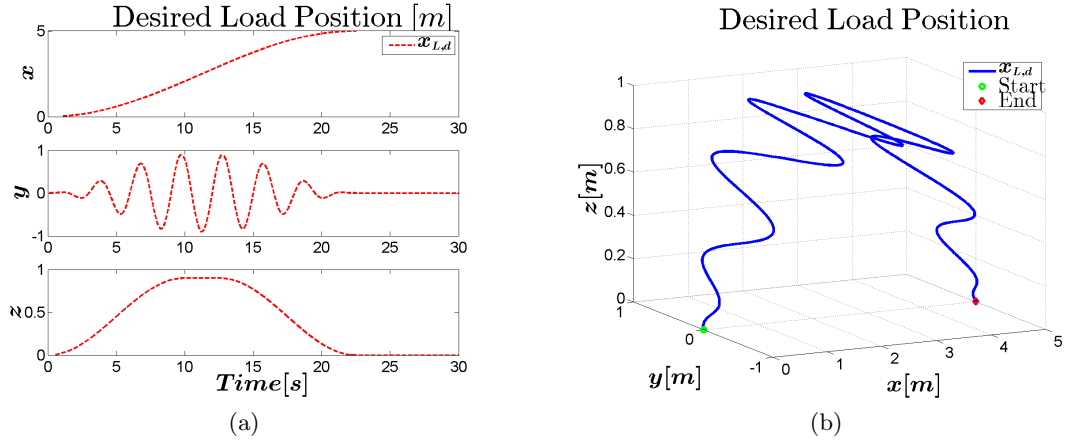 Desired Load Position [m]
x_{L,d}
5
x
0
0 5 10 15 20 25 30
1
y
0
-1
0 5 10 15 20 25 30
1
z
0.5
0
0 5 10 15 20 25 30
Time[s]
(a)
Desired Load Position
x_{L,d}
Start
End
1
0.8
0.6
z[m]
0.4
0.2
0
1
0
-1
y[m]
0 1 2 3 4 5
x[m]
(b)